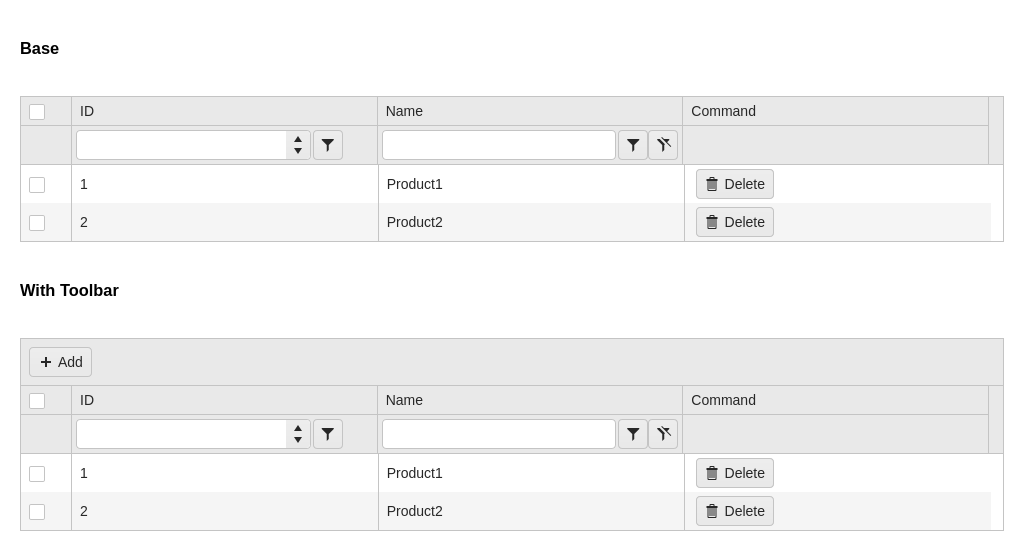 Base
ID Name Command
1 Product1 Delete
2 Product2 Delete
With Toolbar
Add
ID Name Command
1 Product1 Delete
2 Product2 Delete